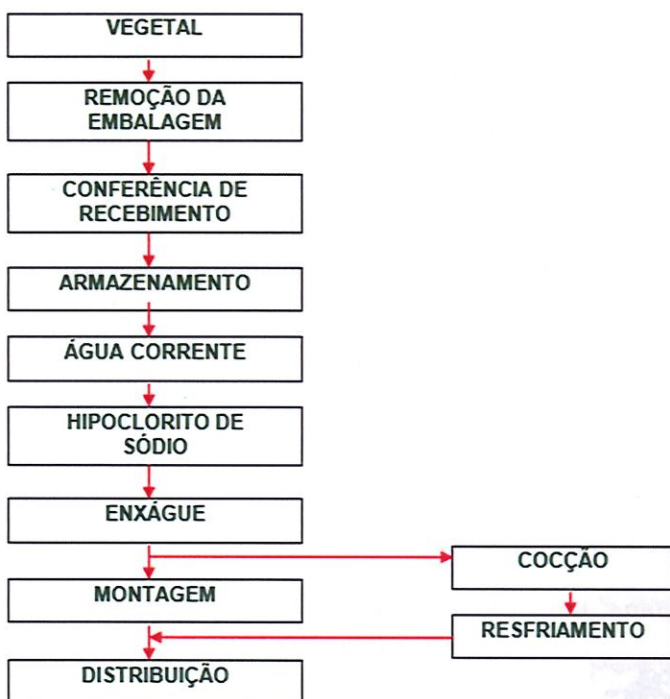 VEGETAL
REMOÇÃO DA
EMBALAGEM
CONFERÊNCIA DE
RECEBIMENTO
ARMAZENAMENTO
ÁGUA CORRENTE
HIPOCLORITO DE
SÓDIO
ENXÁGUE
COCÇÃO
MONTAGEM
RESFRIAMENTO
DISTRIBUIÇÃO